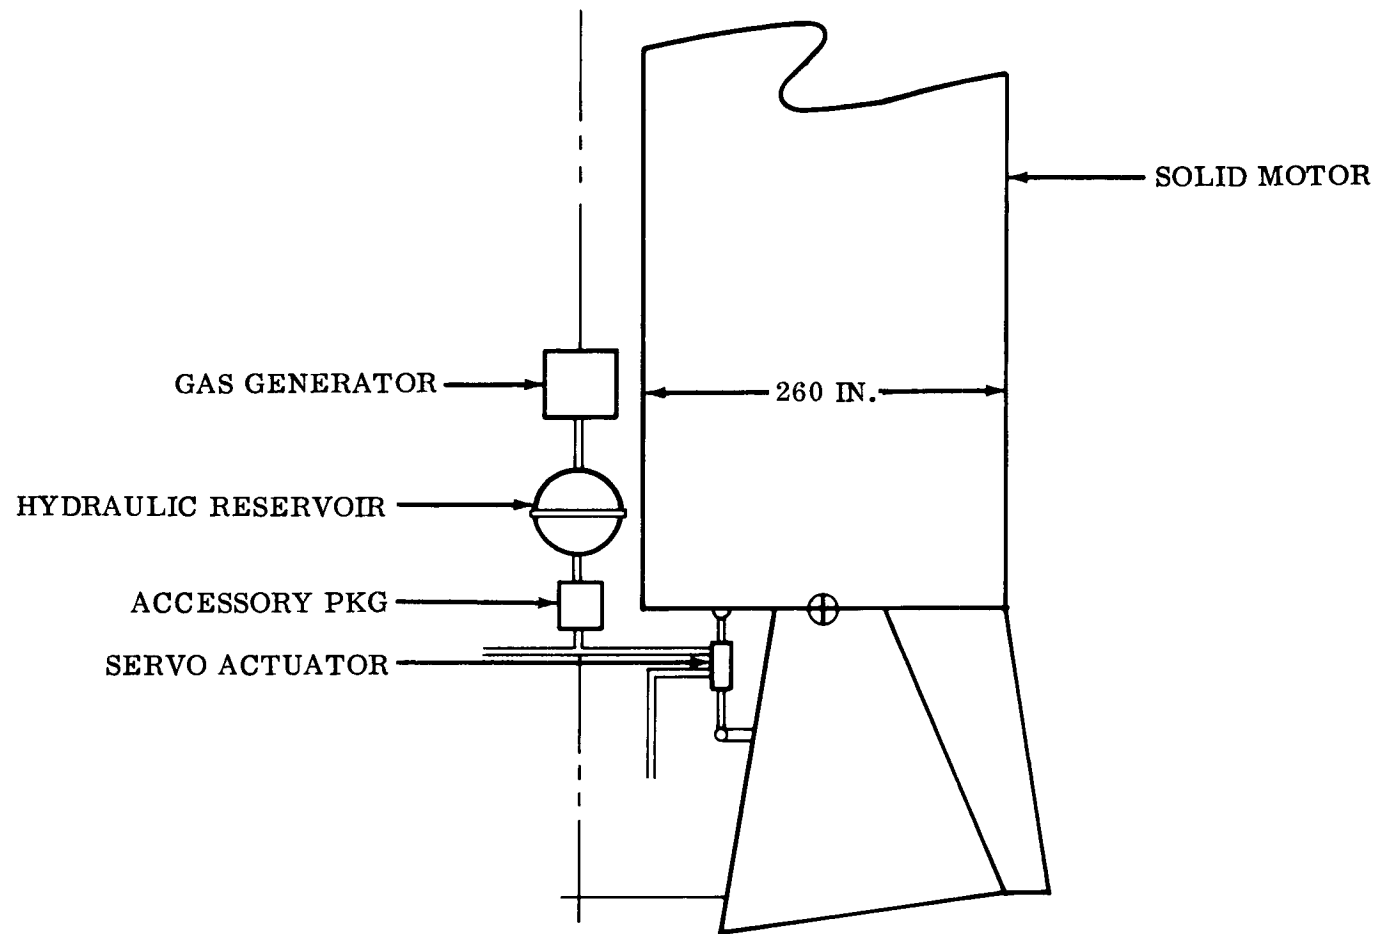 SOLID MOTOR
GAS GENERATOR
260 IN.
HYDRAULIC RESERVOIR
ACCESSORY PKG
SERVO ACTUATOR